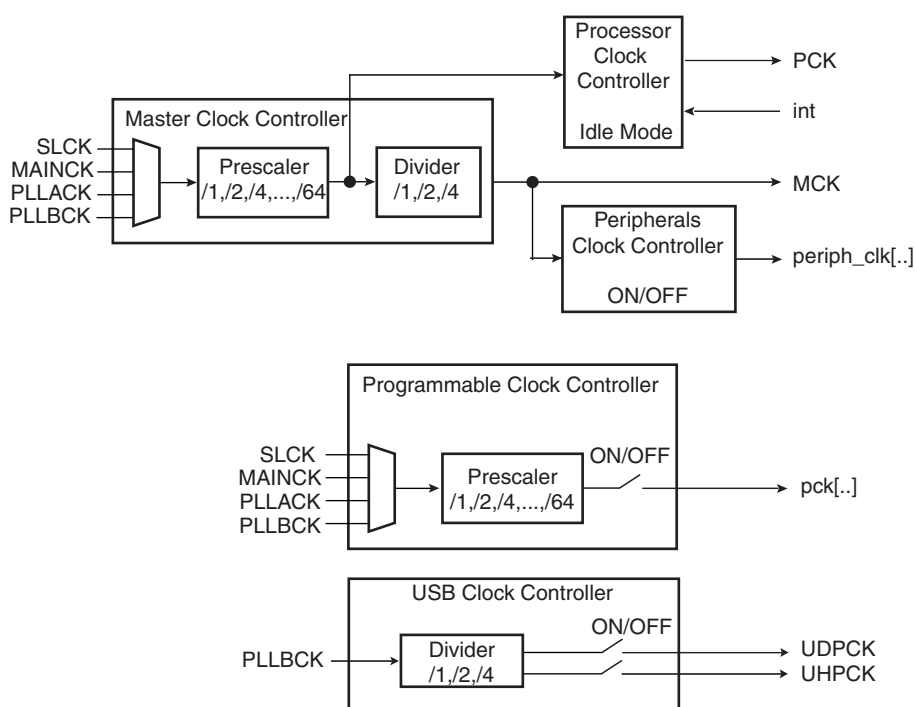 Processor
Clock
Controller
Idle Mode
PCK
int
Master Clock Controller
SLCK
MAINCK
PLLACK
PLLBCK
Prescaler
/1,/2,/4,...,/64
Divider
/1,/2,/4
MCK
Peripherals
Clock Controller
ON/OFF
periph_clk[..]
Programmable Clock Controller
SLCK
MAINCK
PLLACK
PLLBCK
Prescaler
/1,/2,/4,...,/64
ON/OFF
pck[..]
USB Clock Controller
PLLBCK
Divider
/1,/2,/4
ON/OFF
UDPCK
UHPCK